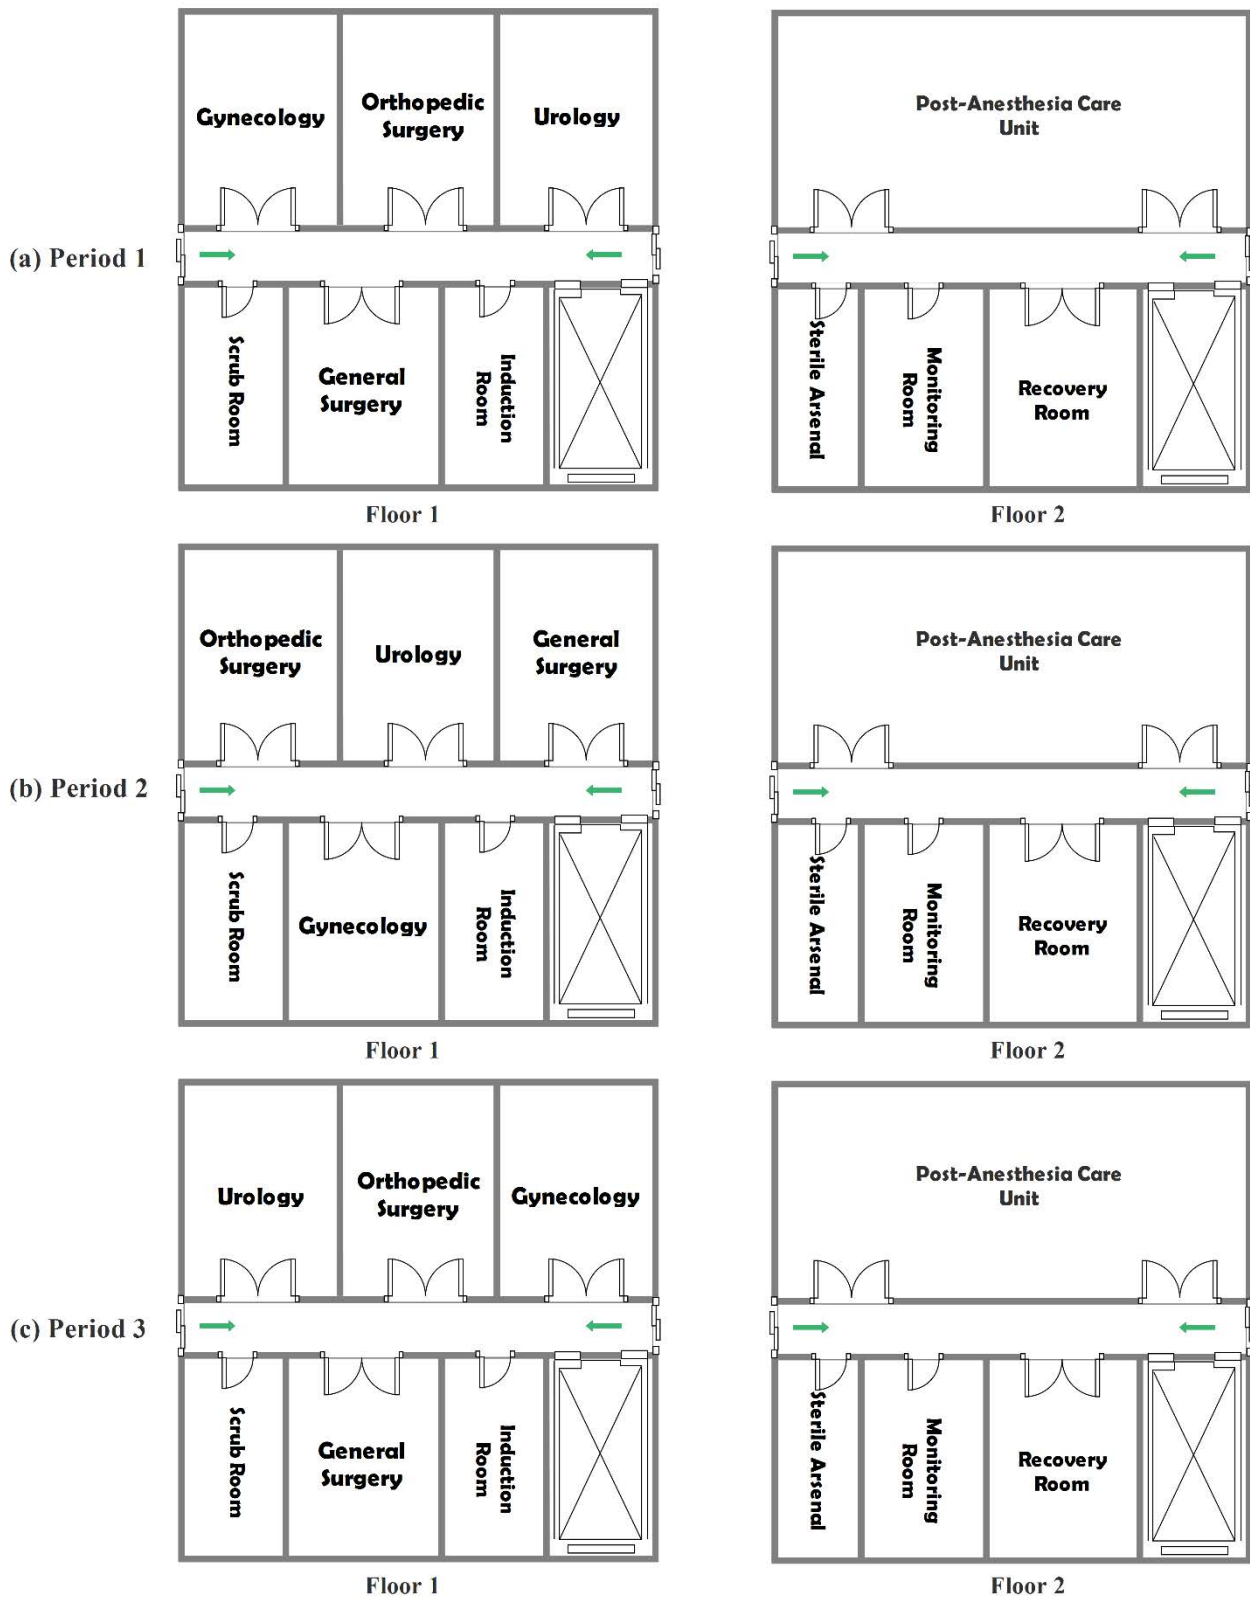 Gynecology
Orthopedic
Surgery
Urology
Post-Anesthesia Care
Unit
(a) Period 1
Scrub Room
General
Surgery
Induction
Room
Sterile Arsenal
Monitoring
Room
Recovery
Room
Floor 1
Floor 2
Orthopedic
Surgery
Urology
General
Surgery
Post-Anesthesia Care
Unit
(b) Period 2
Scrub Room
Gynecology
Induction
Room
Sterile Arsenal
Monitoring
Room
Recovery
Room
Floor 1
Floor 2
Urology
Orthopedic
Surgery
Gynecology
Post-Anesthesia Care
Unit
(c) Period 3
Scrub Room
General
Surgery
Induction
Room
Sterile Arsenal
Monitoring
Room
Recovery
Room
Floor 1
Floor 2